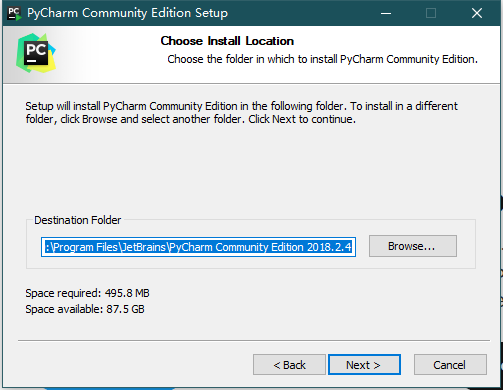 PyCharm Community Edition Setup
PC
Choose Install Location
Choose the folder in which to install PyCharm Community Edition.
Setup will install PyCharm Community Edition in the following folder. To install in a different
folder, click Browse and select another folder. Click Next to continue.
Destination Folder
:\Program Files\JetBrains\PyCharm Community Edition 2018.2.4
Browse...
Space required: 495.8 MB
Space available: 87.5 GB
< Back
Next >
Cancel